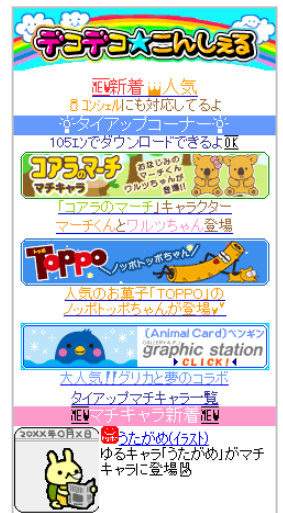 デコデコ☆こんしぇる
NEW新着 人気
iコンシェルにも対応してるよ
タイアップコーナー
105エンでダウンロードできるよOK
コアラのマーチ
マチキャラ
おなじみの
マーチくんと
ワルツちゃんが
登場!!
「コアラのマーチ」キャラクター
マーチくんとワルツちゃん登場
トッポ
Toppo
ノッポトッポちゃん
人気のお菓子「TOPPO」の
ノッポトッポちゃんが登場
(Animal Card)ペンギン
graphic station
CLICK!
大人気!!グリカと夢のコラボ
タイアップマチキャラ一覧
NEWマチキャラ新着NEW
20XX年0月X日
うたがめ(イラスト)
ゆるキャラ「うたがめ」がマチ
キャラに登場